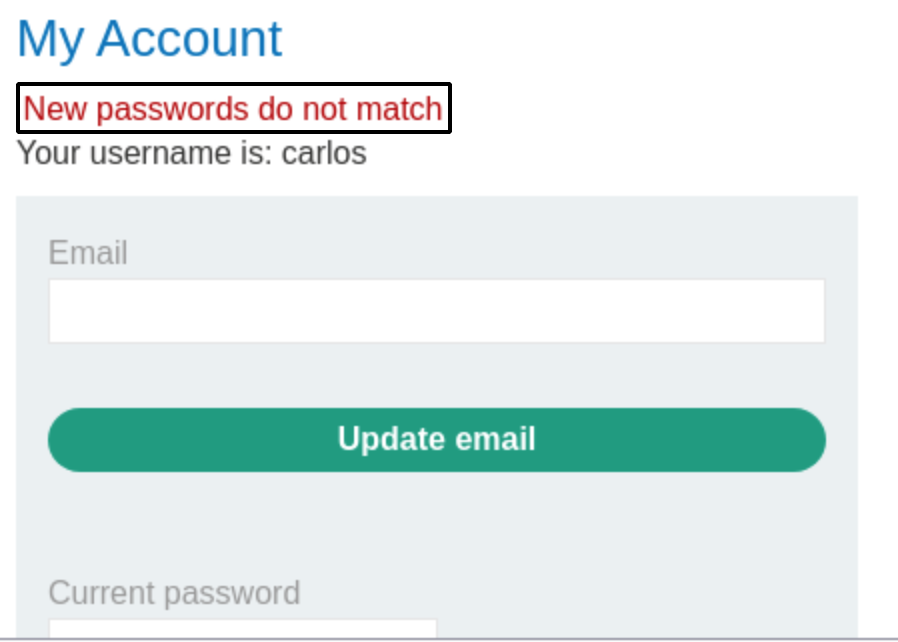 My Account
New passwords do not match
Your username is: carlos
Email
Update email
Current password